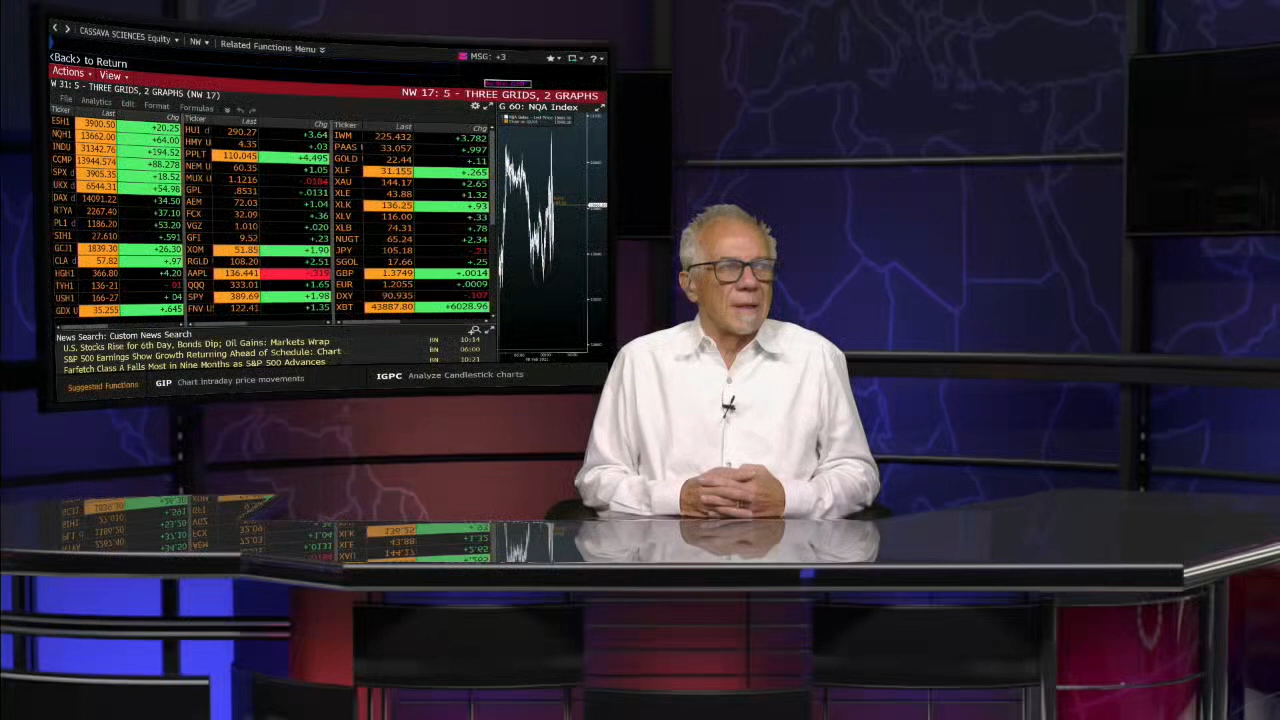 CASSAVA SCIENCES Equity NW Related Functions Menu
MSG: +3
?
<Back> to Return
Actions View
W 31: 5 - THREE GRIDS, 2 GRAPHS (NW 17)
NW 17: 5 - THREE GRIDS, 2 GRAPHS
File Analytics Edit Format Formulas
G 60: NQA Index
Ticker Last Chg Ticker Last Chg Ticker Last Chg
ESH1 3900.50 +20.25 HUI d 290.27 +3.64 IWM 225.432 +3.782
NQH1 13662.00 +64.00 HMY U 4.35 +.03 PAAS 33.057 +.997
INDU 31342.76 +194.52 PPLT 110.045 +4.495 GOLD 22.44 +.11
CCMP 13944.574 +88.278 NEM U 60.35 +1.05 XLF 31.155 +.265
SPX d 3905.35 +18.52 MUX U 1.1216 XAU 144.17 +2.65
UKX d 6544.31 +54.98 GPL .8531 +.0131 XLE 43.88 +1.32
DAX d 14091.22 +34.50 AEM 72.03 +1.04 XLK 136.25 +.93
RTYA 2267.40 +37.10 FCX 32.09 +.36 XLV 116.00 +.33
PL1 d 1186.20 +53.20 VGZ 1.010 +.020 XLB 74.31 +.78
SIH1 27.610 +.591 GFI 9.52 +.23 NUGT 65.24 +2.34
GCJ1 1839.30 +26.30 XOM 51.85 +1.90 JPY 105.18 -.21
CLA d 57.82 +.97 RGLD 108.20 +2.51 SGOL 17.66 +.25
HGH1 366.80 +4.20 AAPL 136.441 GBP 1.3749 +.0014
TYH1 136-21 - 01 QQQ 333.01 +1.65 EUR 1.2055 +.0009
USH1 166-27 + 04 SPY 389.69 +1.98 DXY 90.935 -.107
GDX U 35.255 +.645 FNV U 122.41 +1.35 XBT 43887.80 +6028.96
News Search: Custom News Search
U.S. Stocks Rise for 6th Day, Bonds Dip; Oil Gains: Markets Wrap BN 10:14
S&P 500 Earnings Show Growth Returning Ahead of Schedule: Chart BN 06:00
Farfetch Class A Falls Most in Nine Months as S&P 500 Advances BN 10:21
Suggested Functions GIP Chart intraday price movements IGPC Analyze Candlestick charts